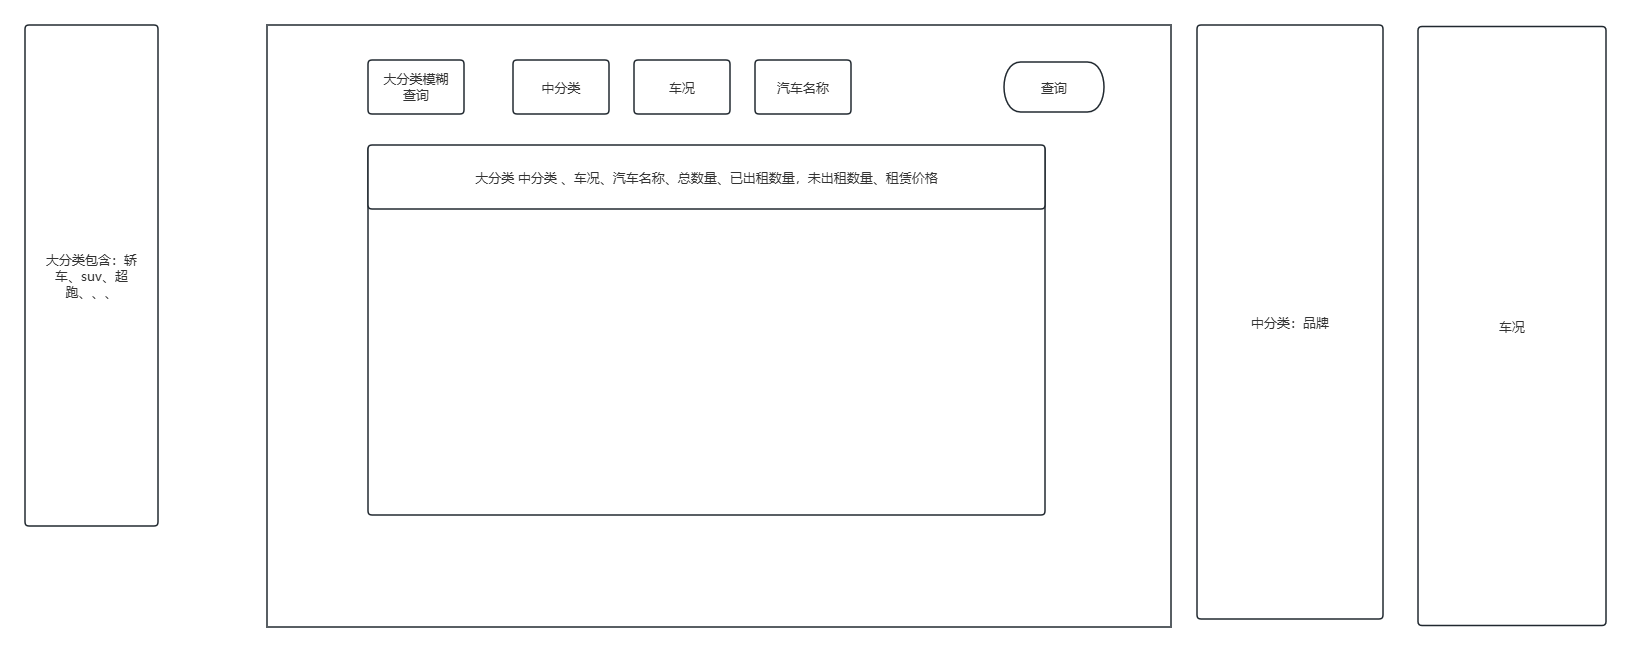 大分类包含：轿
车、suv、超
跑、、、
大分类模糊
查询
中分类
车况
汽车名称
查询
大分类 中分类 、车况、汽车名称、总数量、已出租数量，未出租数量、租赁价格
中分类：品牌
车况